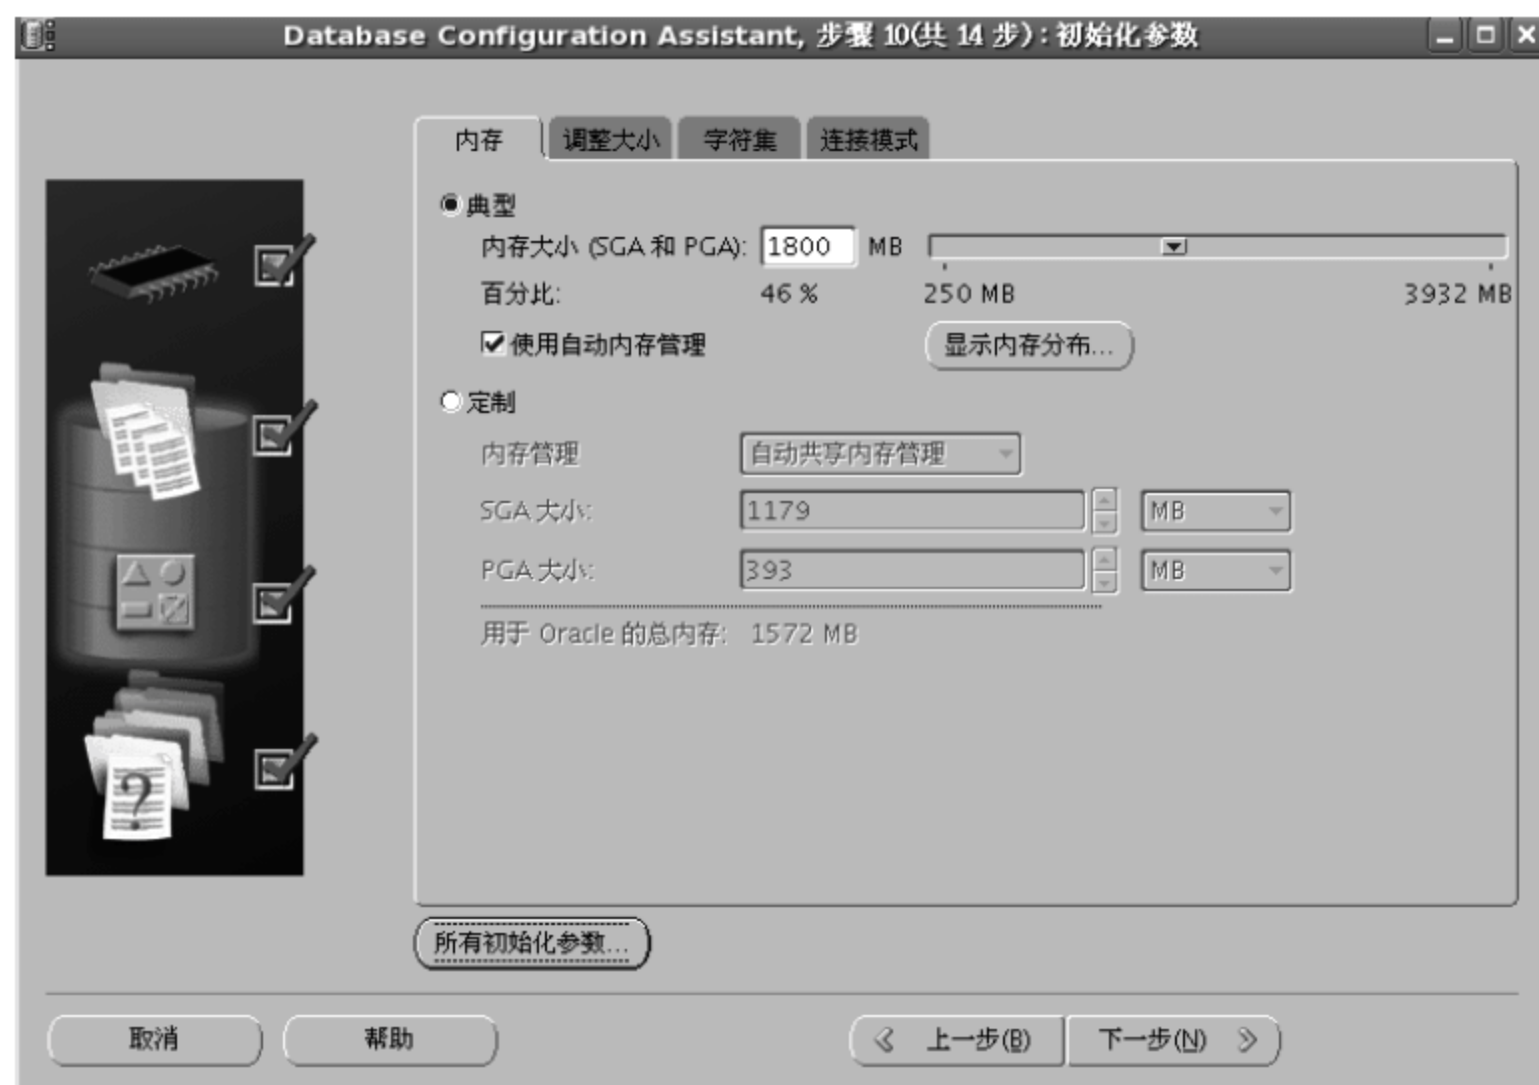 Database Configuration Assistant, 步骤 10(共 14 步) : 初始化参数
内存 调整大小 字符集 连接模式
典型
内存大小 (SGA 和 PGA): 1800 MB
百分比: 46 % 250 MB 3932 MB
使用自动内存管理 显示内存分布...
定制
内存管理 自动共享内存管理
SGA 大小: 1179 MB
PGA 大小: 393 MB
用于 Oracle 的总内存: 1572 MB
?
所有初始化参数...
取消 帮助 上一步(B) 下一步(N)